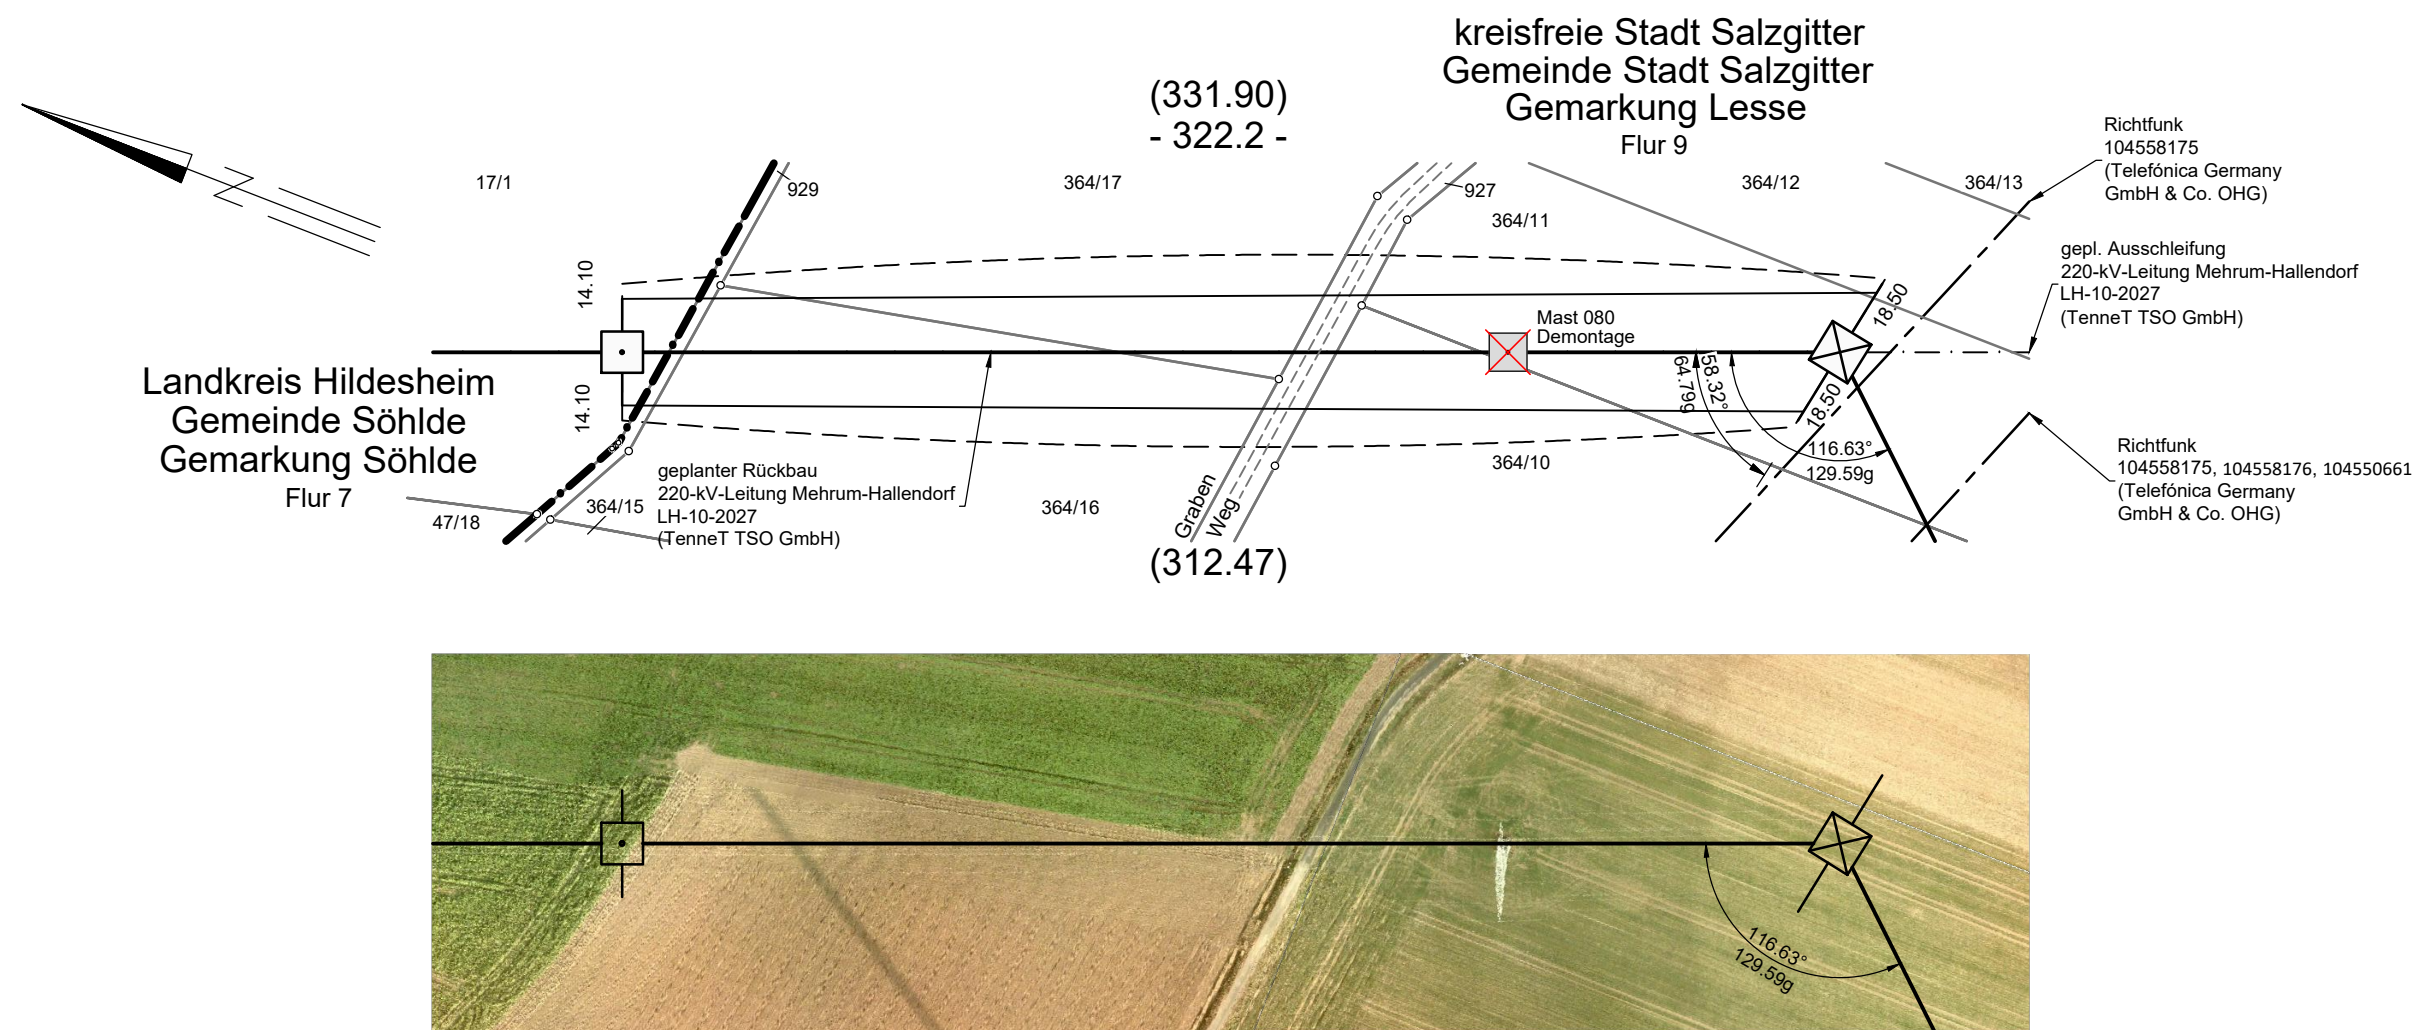 kreisfreie Stadt Salzgitter
Gemeinde Stadt Salzgitter
Gemarkung Lesse
Flur 9
(331.90)
- 322.2 -
Richtfunk
104558175
(Telefónica Germany
GmbH & Co. OHG)
17/1
929
364/17
927
364/11
364/12
364/13
gepl. Ausschleifung
220-kV-Leitung Mehrum-Hallendorf
LH-10-2027
(TenneT TSO GmbH)
14.10
14.10
18.50
18.50
Mast 080
Demontage
58.32°
64.79g
116.63°
129.59g
Landkreis Hildesheim
Gemeinde Söhlde
Gemarkung Söhlde
Flur 7
47/18
364/15
geplanter Rückbau
220-kV-Leitung Mehrum-Hallendorf
LH-10-2027
(TenneT TSO GmbH)
364/16
Graben
Weg
364/10
(312.47)
Richtfunk
104558175, 104558176, 104550661
(Telefónica Germany
GmbH & Co. OHG)
116.63°
129.59g